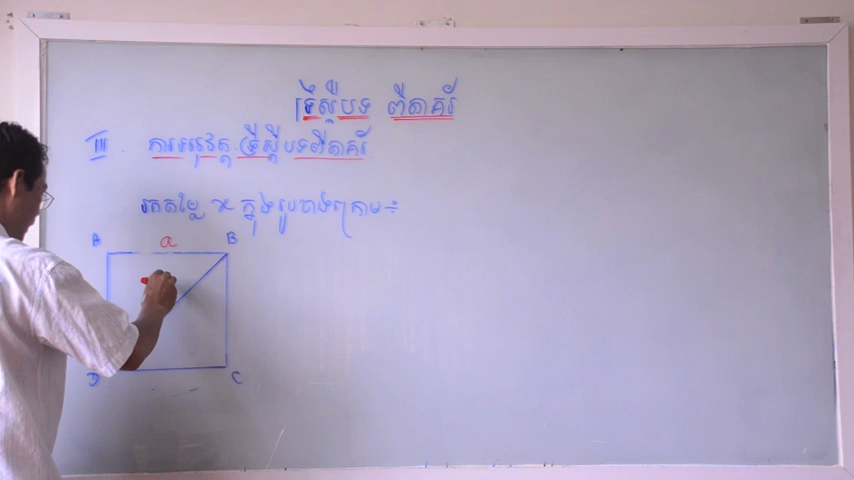 ទ្រឹស្តីបទ ពីតាគ័រ
III. ការអនុវត្តទ្រឹស្តីបទពីតាគ័រ
រកតម្លៃ x ក្នុងរូបខាងក្រោម÷
A a B
D C